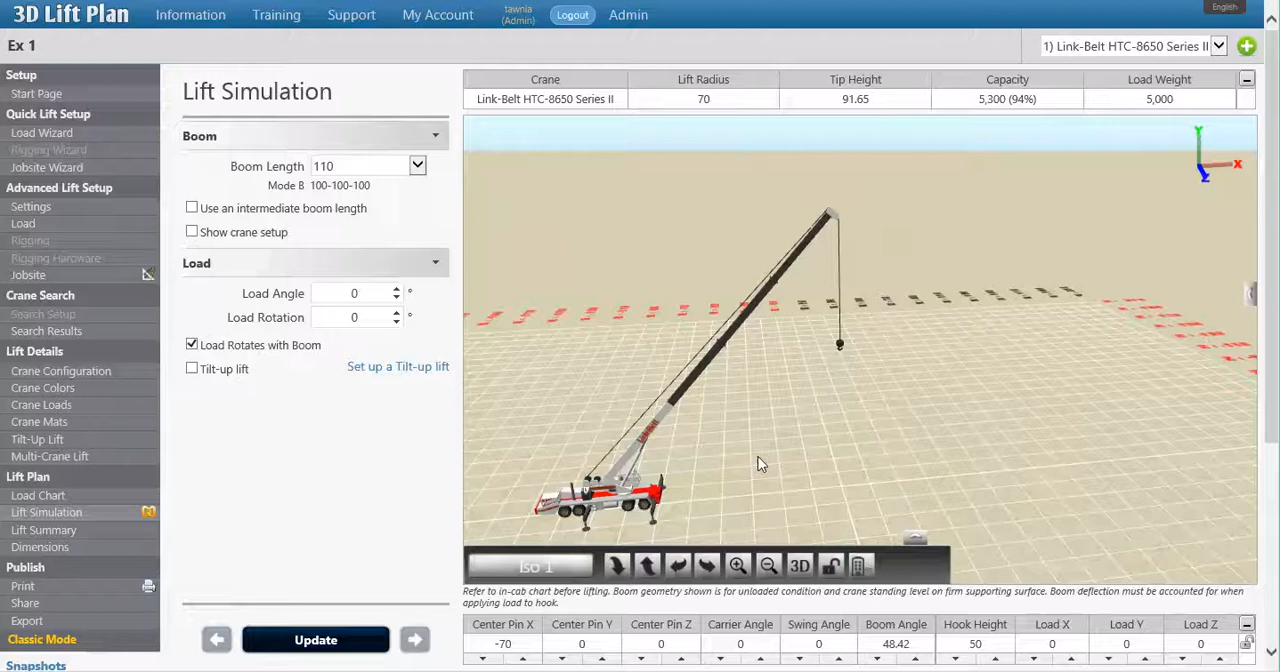 3D Lift Plan
Information
Training
Support
My Account
tawnia
(Admin)
Logout
Admin
English
Ex 1
1) Link-Belt HTC-8650 Series II
Setup
Start Page
Quick Lift Setup
Load Wizard
Rigging Wizard
Jobsite Wizard
Advanced Lift Setup
Settings
Load
Rigging
Rigging Hardware
Jobsite
Crane Search
Search Setup
Search Results
Lift Details
Crane Configuration
Crane Colors
Crane Loads
Crane Mats
Tilt-Up Lift
Multi-Crane Lift
Lift Plan
Load Chart
Lift Simulation
Lift Summary
Dimensions
Publish
Print
Share
Export
Classic Mode
Snapshots
Lift Simulation
Boom
Boom Length 110
Mode B 100-100-100
Use an intermediate boom length
Show crane setup
Load
Load Angle 0 °
Load Rotation 0 °
Load Rotates with Boom
Tilt-up lift Set up a Tilt-up lift
Update
Crane Lift Radius Tip Height Capacity Load Weight
Link-Belt HTC-8650 Series II 70 91.65 5,300 (94%) 5,000
Y
X
Z
Iso 1
3D
Refer to in-cab chart before lifting. Boom geometry shown is for unloaded condition and crane standing level on firm supporting surface. Boom deflection must be accounted for when
applying load to hook.
Center Pin X Center Pin Y Center Pin Z Carrier Angle Swing Angle Boom Angle Hook Height Load X Load Y Load Z
-70 0 0 0 0 48.42 50 0 0 0